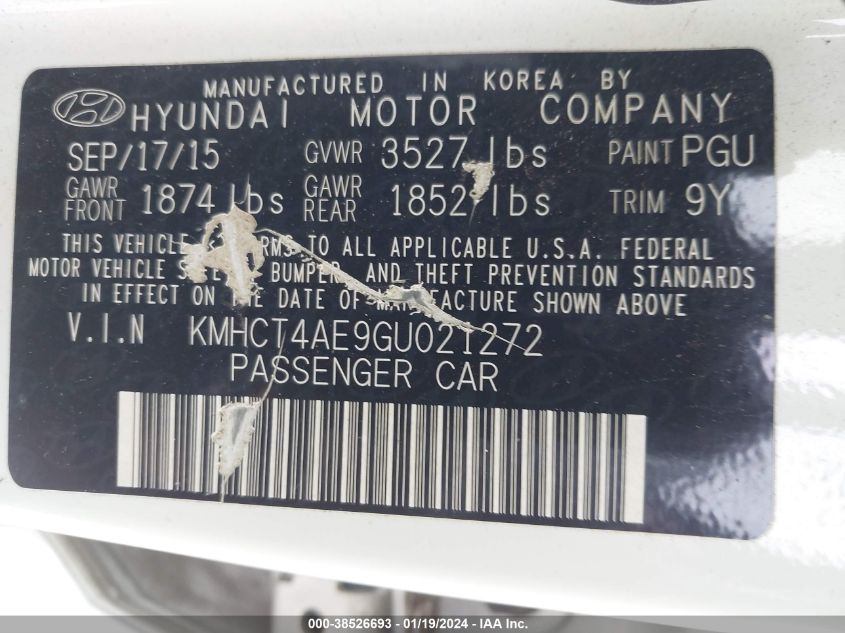 MANUFACTURED IN KOREA BY
HYUNDAI MOTOR COMPANY
SEP/17/15 GVWR 3527 lbs PAINT PGU
GAWR FRONT 1874 lbs GAWR REAR 1852 lbs TRIM 9Y
THIS VEHICLE TO ALL APPLICABLE U.S.A. FEDERAL
MOTOR VEHICLE BUMPER, AND THEFT PREVENTION STANDARDS
IN EFFECT ON THE DATE OF MANUFACTURE SHOWN ABOVE
V.I.N KMHCT4AE9GU021272
PASSENGER CAR
000-38526693 - 01/19/2024 - IAA Inc.